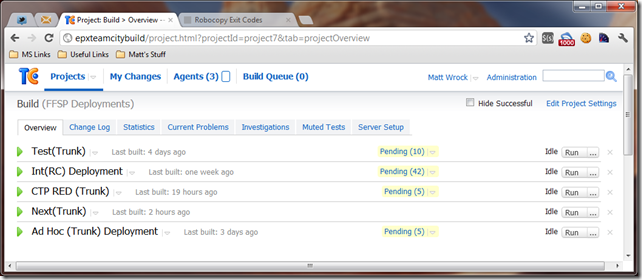 Project: Build > Overview --
Robocopy Exit Codes
epxteamcitybuild/project.html?projectId=project7&tab=projectOverview
1000
MS Links Useful Links Matt's Stuff
TC Projects My Changes Agents (3) Build Queue (0) Matt Wrock Administration
Build (FFSP Deployments) Hide Successful Edit Project Settings
Overview Change Log Statistics Current Problems Investigations Muted Tests Server Setup
Test(Trunk) Last built: 4 days ago Pending (10) Idle Run ...
Int(RC) Deployment Last built: one week ago Pending (42) Idle Run ...
CTP RED (Trunk) Last built: 19 hours ago Pending (5) Idle Run ...
Next(Trunk) Last built: 2 hours ago Idle Run ...
Ad Hoc (Trunk) Deployment Last built: 3 days ago Pending (5) Idle Run ...